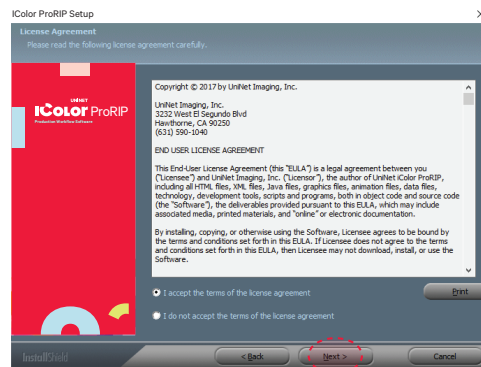 IColor ProRIP Setup
License Agreement
Please read the following license agreement carefully.
UNINET
IColor ProRIP
Production Workflow Software
Copyright © 2017 by UniNet Imaging, Inc.
UniNet Imaging, Inc.
3232 West El Segundo Blvd
Hawthorne, CA 90250
(631) 590-1040
END USER LICENSE AGREEMENT
This End-User License Agreement (this "EULA") is a legal agreement between you
("Licensee") and UniNet Imaging, Inc. ("Licensor"), the author of UniNet iColor ProRIP,
including all HTML files, XML files, Java files, graphics files, animation files, data files,
technology, development tools, scripts and programs, both in object code and source code
(the "Software"), the deliverables provided pursuant to this EULA, which may include
associated media, printed materials, and "online" or electronic documentation.
By installing, copying, or otherwise using the Software, Licensee agrees to be bound by
the terms and conditions set forth in this EULA. If Licensee does not agree to the terms
and conditions set forth in this EULA, then Licensee may not download, install, or use the
Software.
I accept the terms of the license agreement
Print
I do not accept the terms of the license agreement
InstallShield
< Back
Next >
Cancel